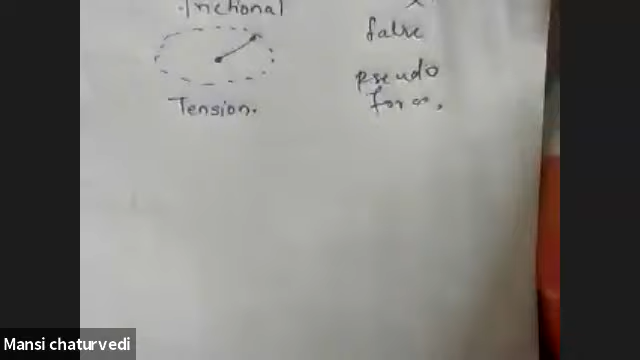 frictional
false
pseudo
force.
Tension.
Mansi chaturvedi